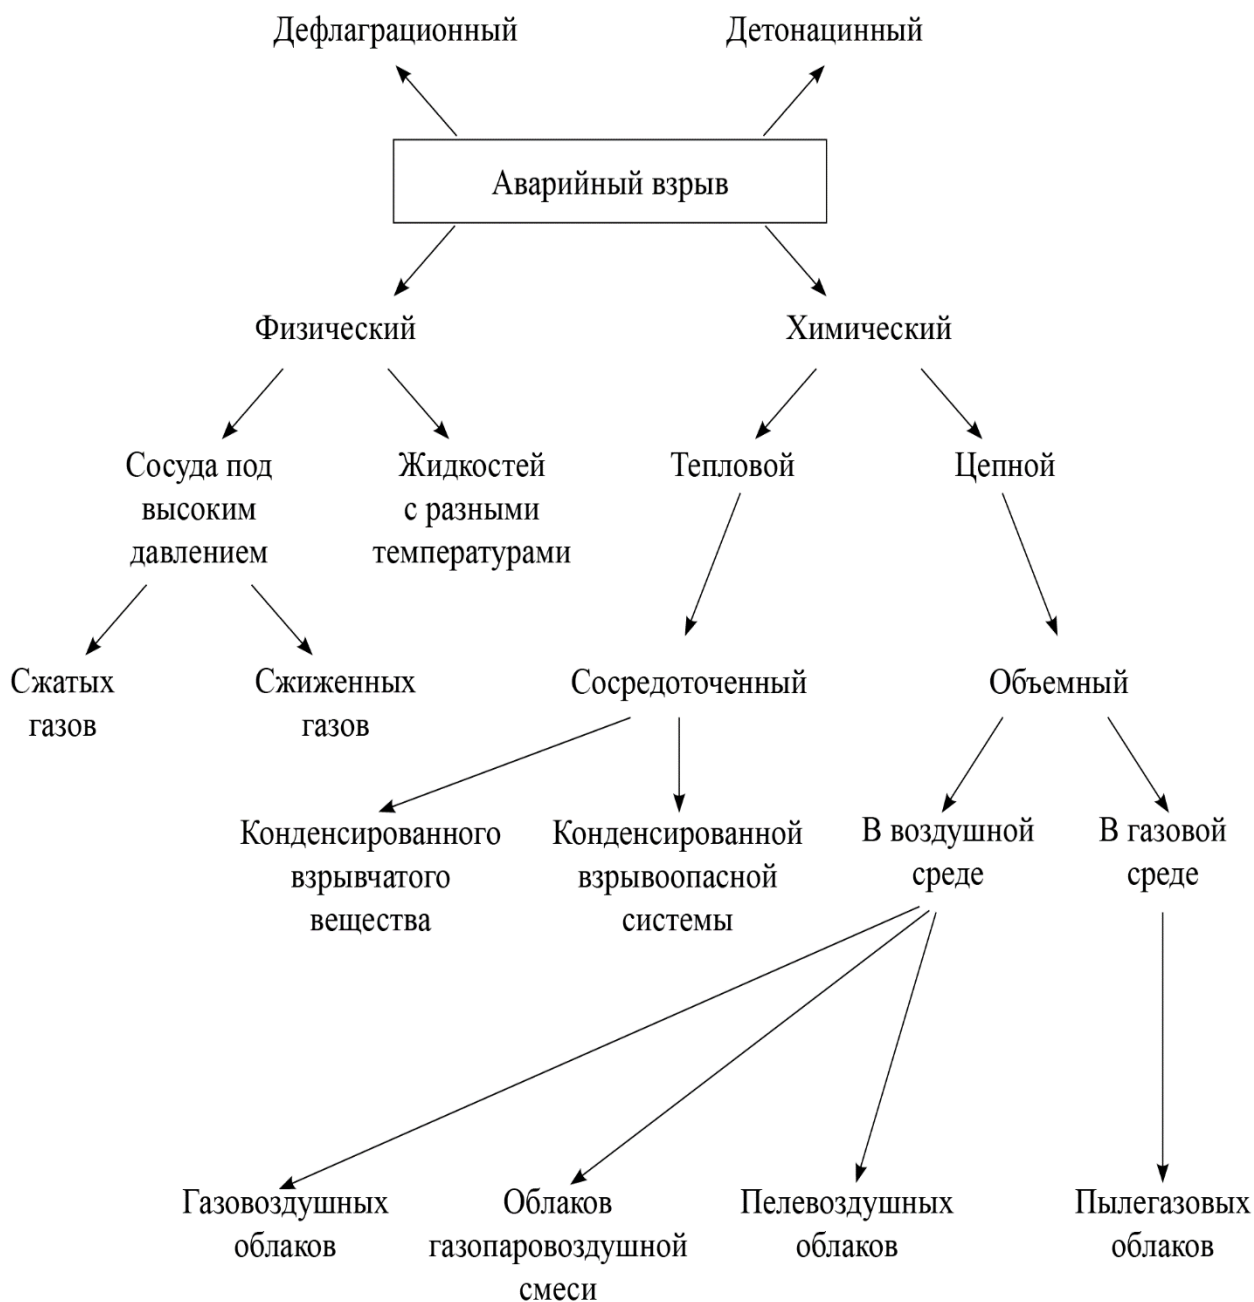 Дефлаграционный
Детонацинный
Аварийный взрыв
Физический
Химический
Сосуда под
высоким
давлением
Жидкостей
с разными
температурами
Тепловой
Цепной
Сжатых
газов
Сжиженных
газов
Сосредоточенный
Объемный
Конденсированного
взрывчатого
вещества
Конденсированной
взрывоопасной
системы
В воздушной
среде
В газовой
среде
Газовоздушных
облаков
Облаков
газопаровоздушной
смеси
Пелевоздушных
облаков
Пылегазовых
облаков